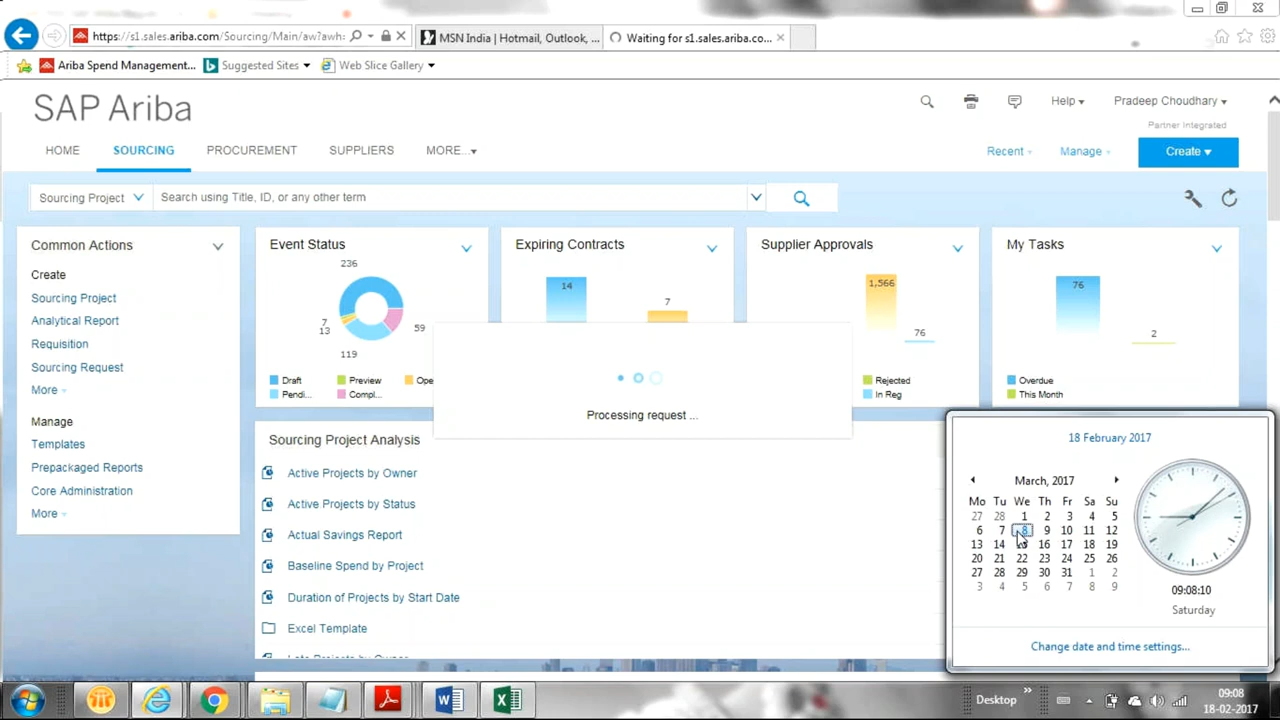 https://s1.sales.ariba.com/Sourcing/Main/aw?awh:
MSN India | Hotmail, Outlook, ...
Waiting for s1.sales.ariba.co...
Ariba Spend Management...
Suggested Sites
Web Slice Gallery
SAP Ariba
Help
Pradeep Choudhary
Partner Integrated
HOME
SOURCING
PROCUREMENT
SUPPLIERS
MORE...
Recent
Manage
Create
Sourcing Project
Search using Title, ID, or any other term
Common Actions
Create
Sourcing Project
Analytical Report
Requisition
Sourcing Request
More
Manage
Templates
Prepackaged Reports
Core Administration
More
Event Status
236
7
13
59
119
Draft
Preview
Ope
Pendi...
Compl...
Expiring Contracts
14
7
Supplier Approvals
1,566
76
Rejected
In Reg
My Tasks
76
2
Overdue
This Month
Processing request ...
Sourcing Project Analysis
Active Projects by Owner
Active Projects by Status
Actual Savings Report
Baseline Spend by Project
Duration of Projects by Start Date
Excel Template
18 February 2017
March, 2017
Mo Tu We Th Fr Sa Su
27 28 1 2 3 4 5
6 7 8 9 10 11 12
13 14 15 16 17 18 19
20 21 22 23 24 25 26
27 28 29 30 31 1 2
3 4 5 6 7 8 9
09:08:10
Saturday
Change date and time settings...
Desktop
09:08
18-02-2017